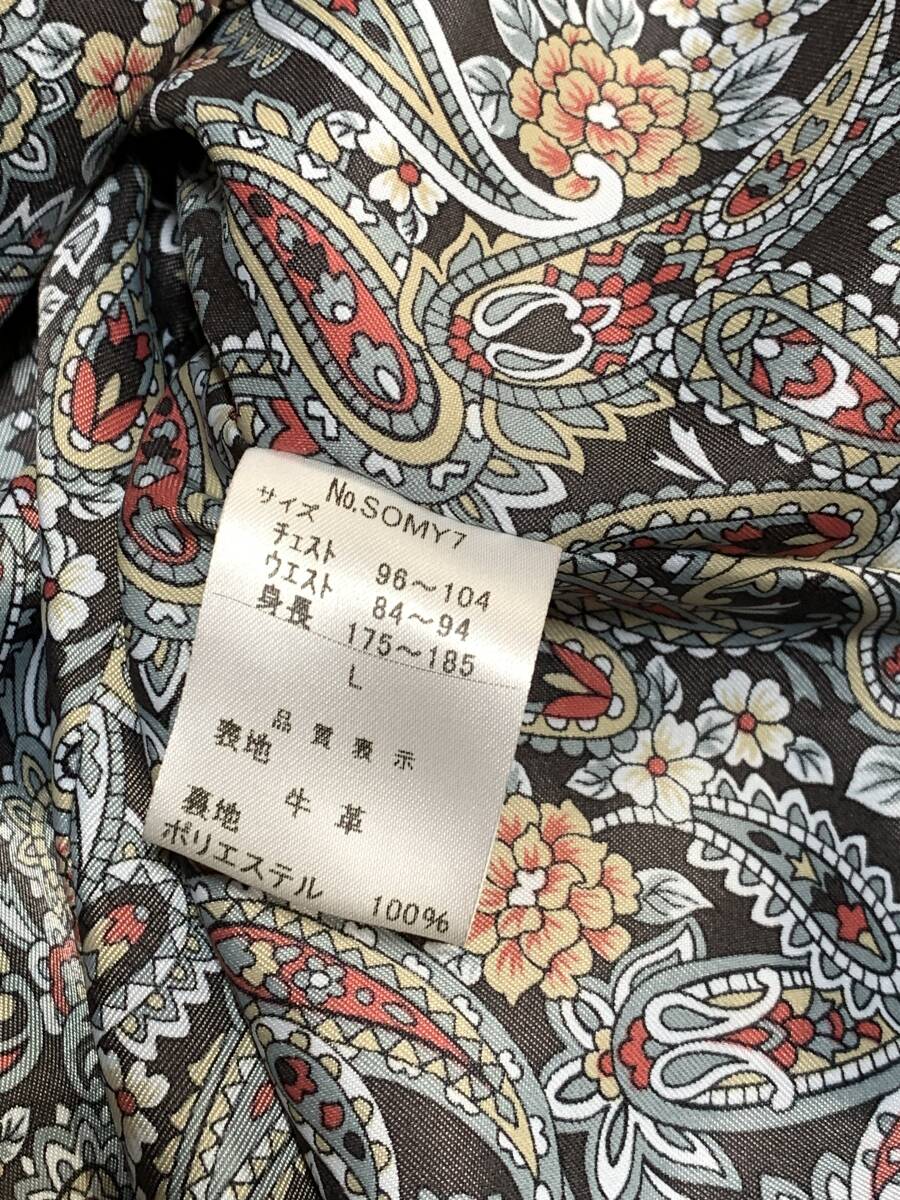 No.SOMY7
サイズ
チェスト 96～104
ウエスト 84～94
身長 175～185
L
品質表示
表地
牛革
裏地
ポリエステル 100%